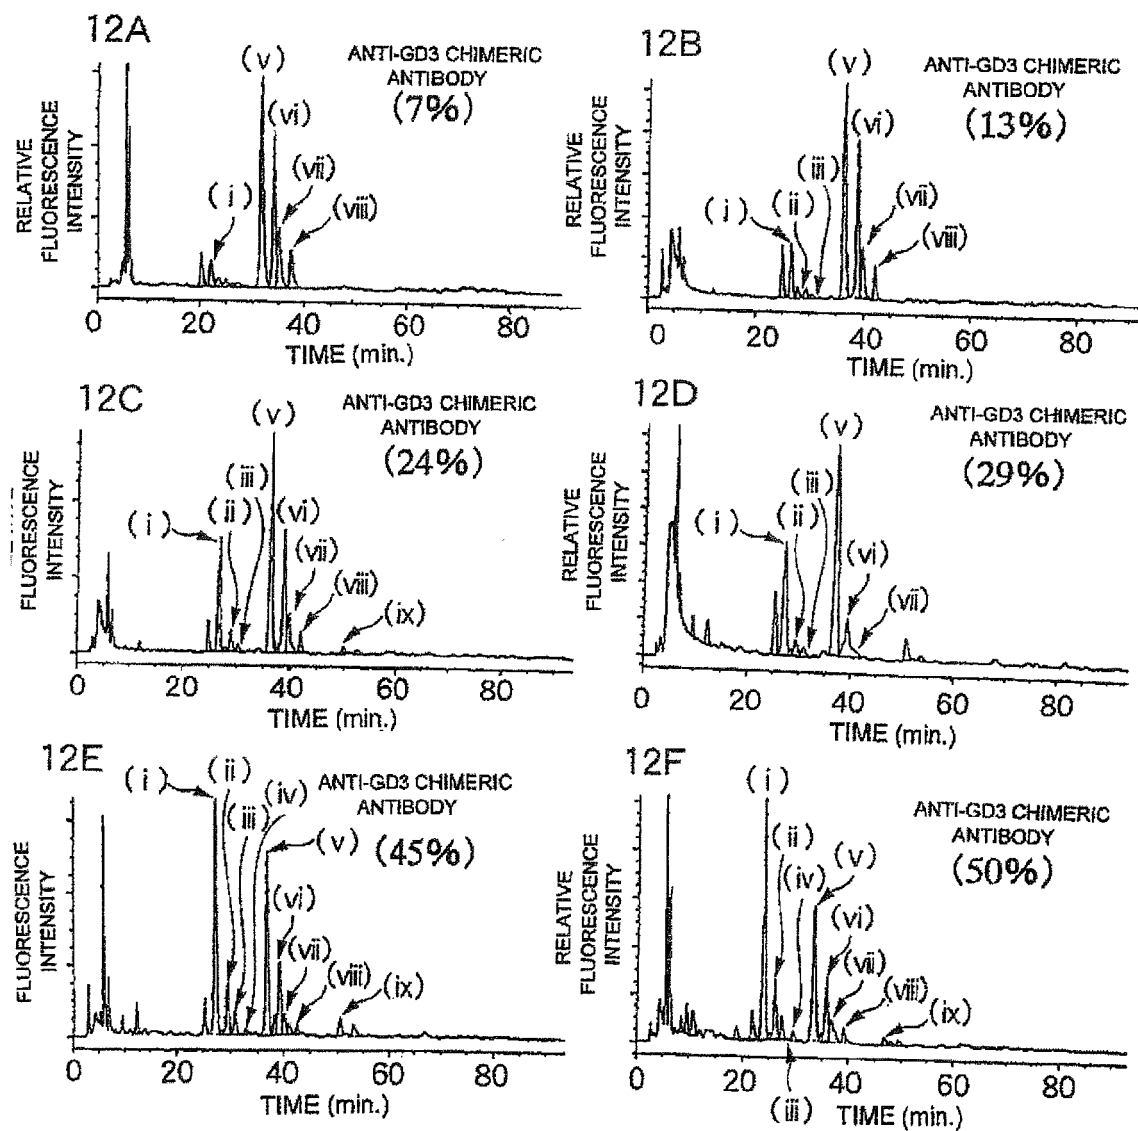 12A
ANTI-GD3 CHIMERIC
ANTIBODY
(7%)
(v)
(vi)
(vii)
(viii)
(i)
RELATIVE
FLUORESCENCE
INTENSITY
0 20 40 60 80
TIME (min.)
12B
ANTI-GD3 CHIMERIC
ANTIBODY
(13%)
(v)
(vi)
(iii)
(ii)
(i)
(vii)
(viii)
RELATIVE
FLUORESCENCE
INTENSITY
0 20 40 60 80
TIME (min.)
12C
ANTI-GD3 CHIMERIC
ANTIBODY
(24%)
(v)
(iii)
(ii)
(i)
(vi)
(vii)
(viii)
(ix)
FLUORESCENCE
INTENSITY
0 20 40 60 80
TIME (min.)
12D
ANTI-GD3 CHIMERIC
ANTIBODY
(29%)
(v)
(iii)
(ii)
(i)
(vi)
(vii)
RELATIVE
FLUORESCENCE
INTENSITY
0 20 40 60 80
TIME (min.)
12E
ANTI-GD3 CHIMERIC
ANTIBODY
(45%)
(i)
(ii)
(iii)
(iv)
(v)
(vi)
(vii)
(viii)
(ix)
FLUORESCENCE
INTENSITY
0 20 40 60 80
TIME (min.)
12F
ANTI-GD3 CHIMERIC
ANTIBODY
(50%)
(i)
(ii)
(iv)
(v)
(vi)
(vii)
(viii)
(ix)
(iii)
RELATIVE
FLUORESCENCE
INTENSITY
0 20 40 60 80
TIME (min.)